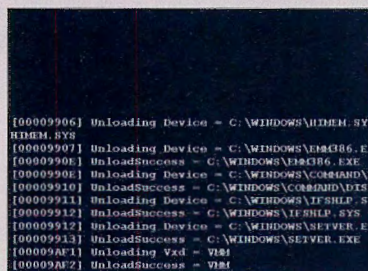 [00009906] Unloading Device = C:\WINDOWS\HIMEM.SY
HIMEM.SYS
[00009907] Unloading Device = C:\WINDOWS\EMM386.E
[0000990E] UnloadSuccess = C:\WINDOWS\EMM386.EXE
[0000990E] Unloading Device = C:\WINDOWS\COMMAND\
[00009910] UnloadSuccess = C:\WINDOWS\COMMAND\DIS
[00009911] Unloading Device = C:\WINDOWS\IFSHLP.S
[00009912] UnloadSuccess = C:\WINDOWS\IFSHLP.SYS
[00009912] Unloading Device = C:\WINDOWS\SETVER.E
[00009913] UnloadSuccess = C:\WINDOWS\SETVER.EXE
[00009AF1] Unloading Vxd = VMM
[00009AF2] UnloadSuccess = VMM